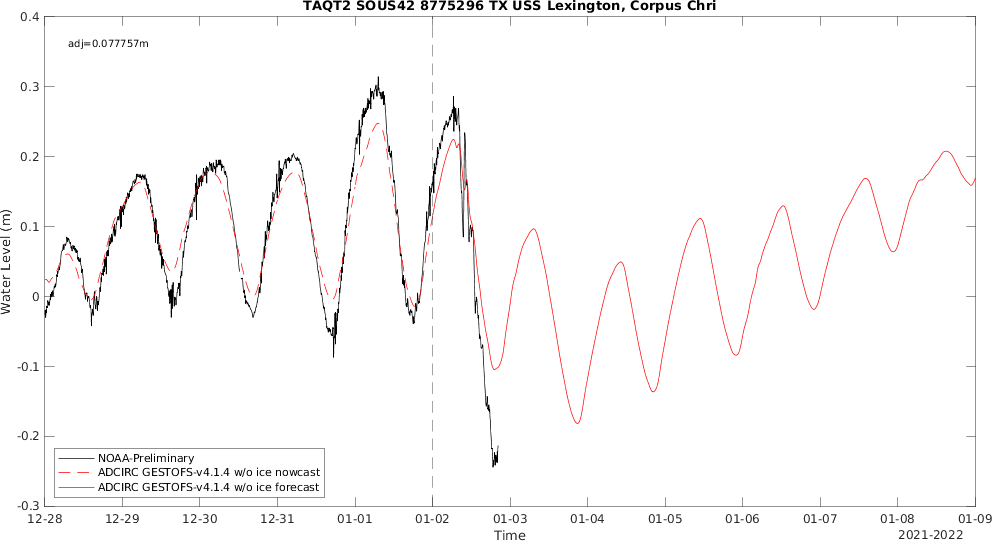 TAQT2 SOUS42 8775296 TX USS Lexington, Corpus Chri
adj=0.077757m
0.4
0.3
0.2
0.1
0
-0.1
-0.2
-0.3
Water Level (m)
NOAA-Preliminary
ADCIRC GESTOFS-v4.1.4 w/o ice nowcast
ADCIRC GESTOFS-v4.1.4 w/o ice forecast
12-28 12-29 12-30 12-31 01-01 01-02 01-03 01-04 01-05 01-06 01-07 01-08 01-09
Time
2021-2022